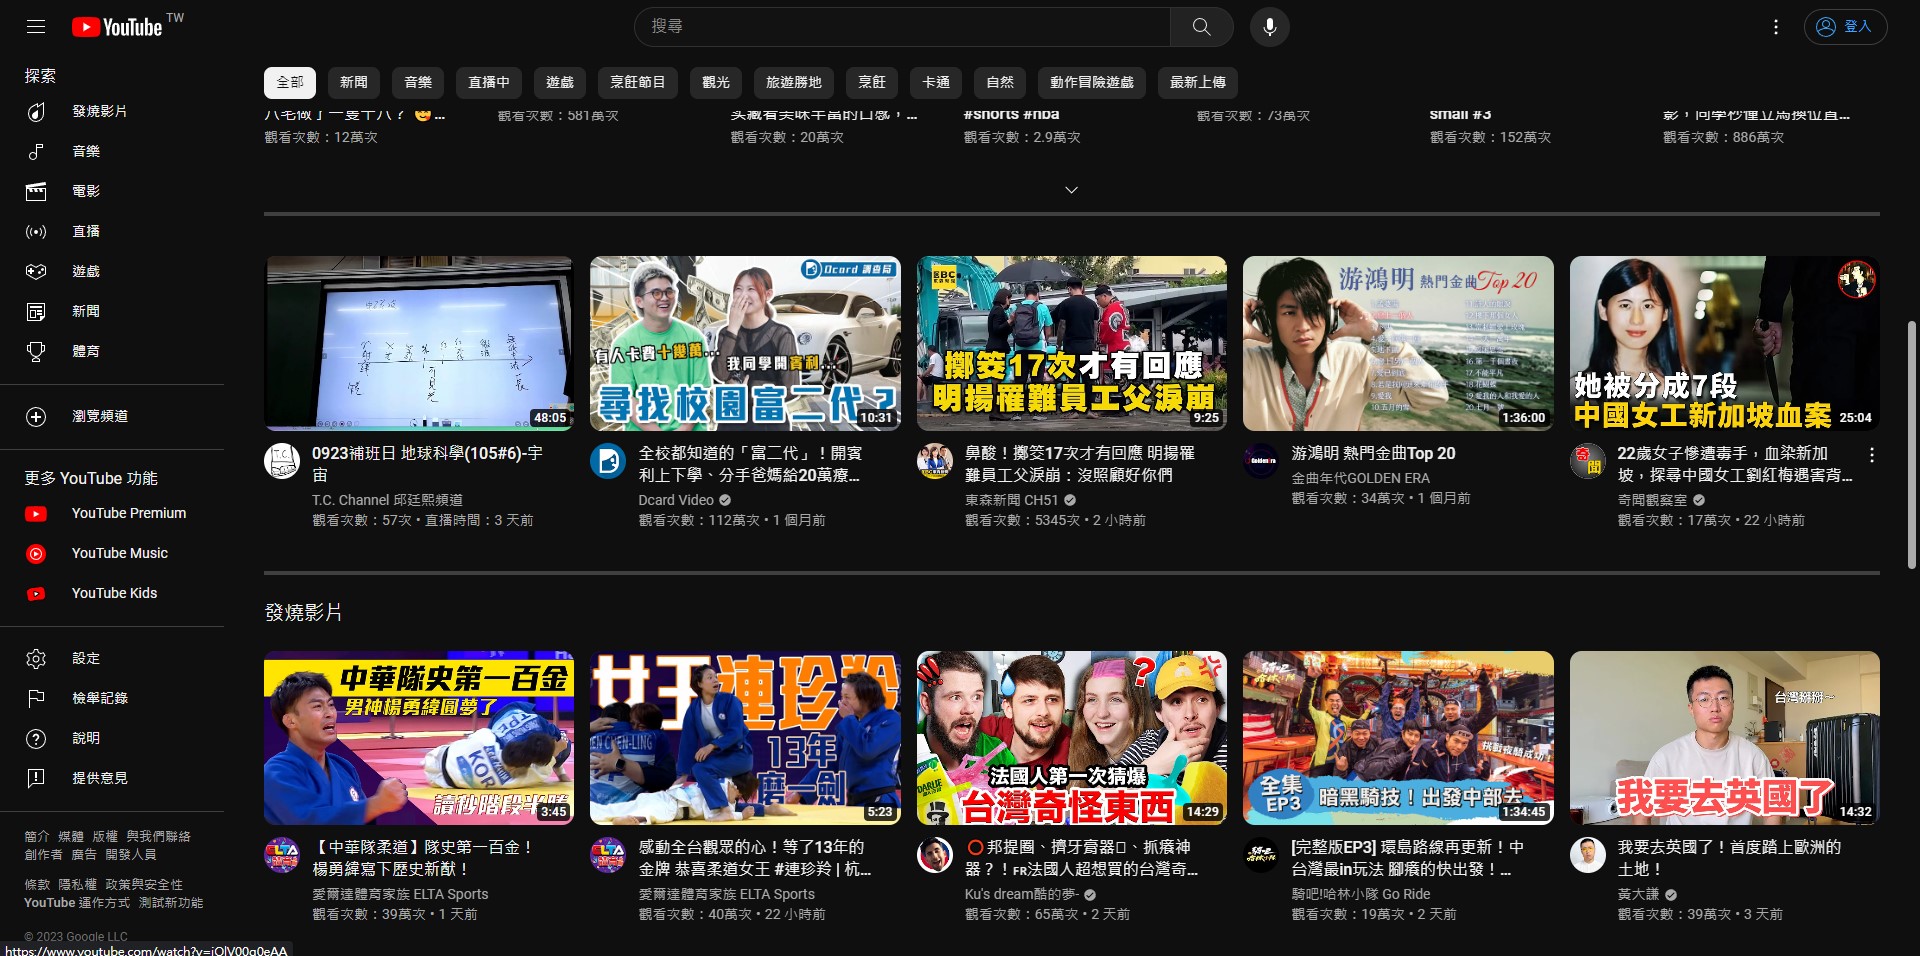 YouTube TW
搜尋
登入
探索
發燒影片
音樂
電影
直播
遊戲
新聞
體育
瀏覽頻道
更多 YouTube 功能
YouTube Premium
YouTube Music
YouTube Kids
設定
檢舉記錄
說明
提供意見
簡介 媒體 版權 與我們聯絡
創作者 廣告 開發人員
條款 隱私權 政策與安全性
YouTube 運作方式 測試新功能
© 2023 Google LLC
https://www.youtube.com/watch?v=jQlV00q0eAA
全部 新聞 音樂 直播中 遊戲 烹飪節目 觀光 旅遊勝地 烹飪 卡通 自然 動作冒險遊戲 最新上傳
八宅做了一隻十八？ 🥰 ...
觀看次數：12萬次
觀看次數：581萬次
實藏著美味丰富的口感，...
觀看次數：20萬次
#shorts #nba
觀看次數：2.9萬次
觀看次數：73萬次
small #3
觀看次數：152萬次
影，同學秒懂立馬換位置...
觀看次數：886萬次
48:05
0923補班日 地球科學(105#6)-宇
宙
T.C. Channel 邱廷熙頻道
觀看次數：57次 • 直播時間：3 天前
Dcard 調查局
有人卡費十幾萬...
我同學開賓利...
尋找校園富二代？
10:31
全校都知道的「富二代」！開賓
利上下學、分手爸媽給20萬療...
Dcard Video
觀看次數：112萬次 • 1 個月前
EBC
擲筊17次才有回應
明揚罹難員工父淚崩
9:25
鼻酸！擲筊17次才有回應 明揚罹
難員工父淚崩：沒照顧好你們
東森新聞 CH51
觀看次數：5345次 • 2 小時前
游鴻明 熱門金曲Top 20
1:36:00
游鴻明 熱門金曲Top 20
金曲年代GOLDEN ERA
觀看次數：34萬次 • 1 個月前
她被分成7段
中國女工新加坡血案
25:04
奇聞
22歲女子慘遭毒手，血染新加
坡，探尋中國女工劉紅梅遇害背...
奇聞觀察室
觀看次數：17萬次 • 22 小時前
發燒影片
中華隊史第一百金
男神楊勇緯圓夢了
讀秒階段半勝
3:45
ELTA
【 中華隊柔道】隊史第一百金！
楊勇緯寫下歷史新猷！
愛爾達體育家族 ELTA Sports
觀看次數：39萬次 • 1 天前
女王連珍羚
13年
磨一劍
5:23
ELTA
感動全台觀眾的心！等了13年的
金牌 恭喜柔道女王 #連珍羚 | 杭...
愛爾達體育家族 ELTA Sports
觀看次數：40萬次 • 22 小時前
DARLIE
法國人第一次猜爆
台灣奇怪東西
14:29
⭕邦提圈、擠牙膏器▯、抓癢神
器？！FR法國人超想買的台灣奇...
Ku's dream酷的夢-
觀看次數：65萬次 • 2 天前
挑戰夜騎武功！
全集
EP3
暗黑騎技！出發中部去
1:34:45
[完整版EP3] 環島路線再更新！中
台灣最in玩法 腳癢的快出發！...
騎吧!哈林小隊 Go Ride
觀看次數：19萬次 • 2 天前
台灣掰掰～
我要去英國了
14:32
我要去英國了！首度踏上歐洲的
土地！
黃大謙
觀看次數：39萬次 • 3 天前